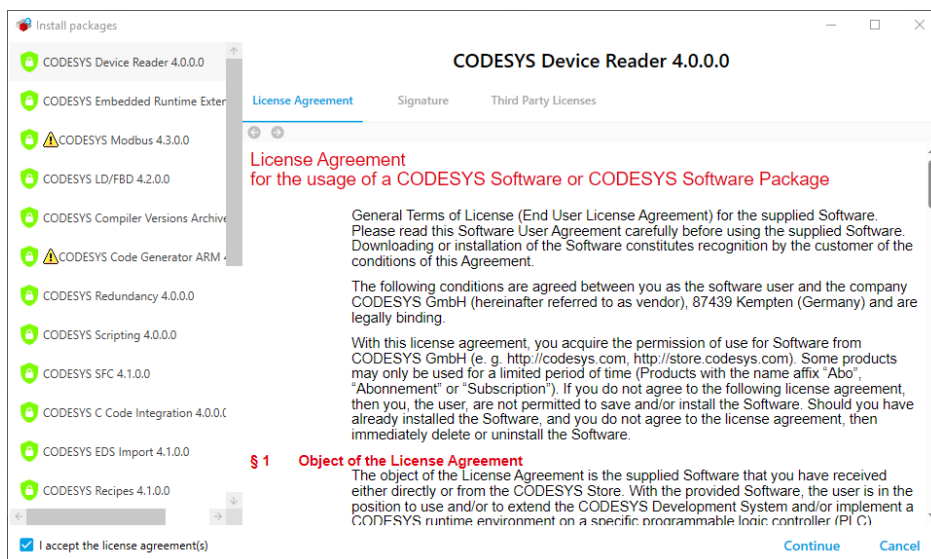 Install packages
CODESYS Device Reader 4.0.0.0
CODESYS Embedded Runtime Exter
CODESYS Modbus 4.3.0.0
CODESYS LD/FBD 4.2.0.0
CODESYS Compiler Versions Archive
CODESYS Code Generator ARM
CODESYS Redundancy 4.0.0.0
CODESYS Scripting 4.0.0.0
CODESYS SFC 4.1.0.0
CODESYS C Code Integration 4.0.0.
CODESYS EDS Import 4.1.0.0
CODESYS Recipes 4.1.0.0
CODESYS Device Reader 4.0.0.0
License Agreement Signature Third Party Licenses
License Agreement
for the usage of a CODESYS Software or CODESYS Software Package
General Terms of License (End User License Agreement) for the supplied Software.
Please read this Software User Agreement carefully before using the supplied Software.
Downloading or installation of the Software constitutes recognition by the customer of the
conditions of this Agreement.
The following conditions are agreed between you as the software user and the company
CODESYS GmbH (hereinafter referred to as vendor), 87439 Kempten (Germany) and are
legally binding.
With this license agreement, you acquire the permission of use for Software from
CODESYS GmbH (e. g. http://codesys.com, http://store.codesys.com). Some products
may only be used for a limited period of time (Products with the name affix “Abo”,
“Abonnement” or “Subscription”). If you do not agree to the following license agreement,
then you, the user, are not permitted to save and/or install the Software. Should you have
already installed the Software, and you do not agree to the license agreement, then
immediately delete or uninstall the Software.
§ 1 Object of the License Agreement
The object of the License Agreement is the supplied Software that you have received
either directly or from the CODESYS Store. With the provided Software, the user is in the
position to use and/or to extend the CODESYS Development System and/or implement a
CODESYS runtime environment on a specific programmable logic controller (PLC)
I accept the license agreement(s)
Continue Cancel